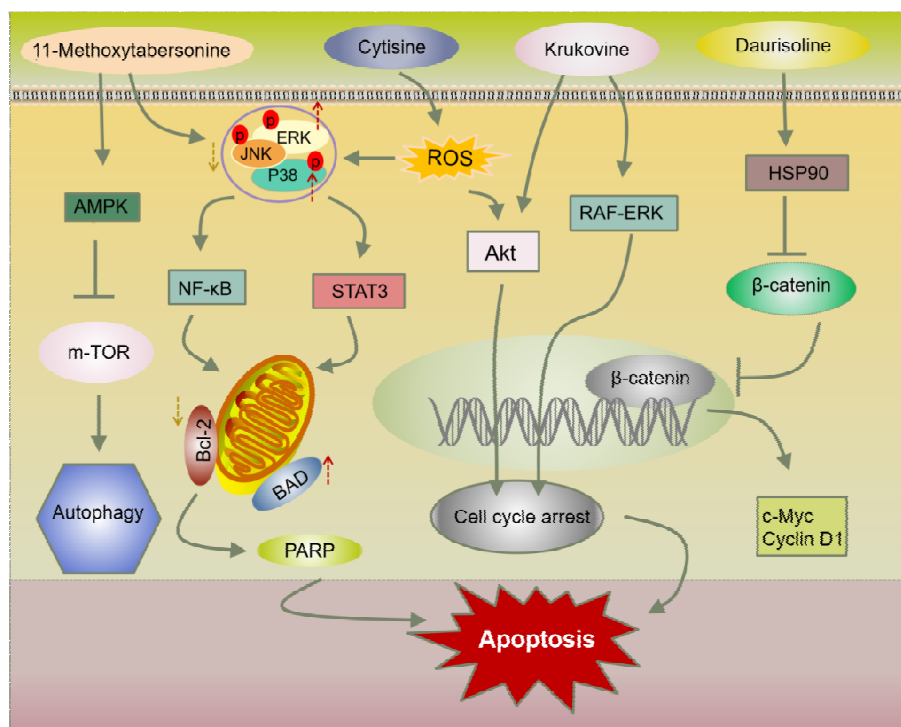 11-Methoxytabersonine
Cytisine
Krukovine
Daurisoline
p
p
ERK
JNK
p
P38
ROS
HSP90
AMPK
RAF-ERK
Akt
NF-κB
STAT3
β-catenin
m-TOR
β-catenin
Bcl-2
BAD
Autophagy
Cell cycle arrest
c-Myc
Cyclin D1
PARP
Apoptosis